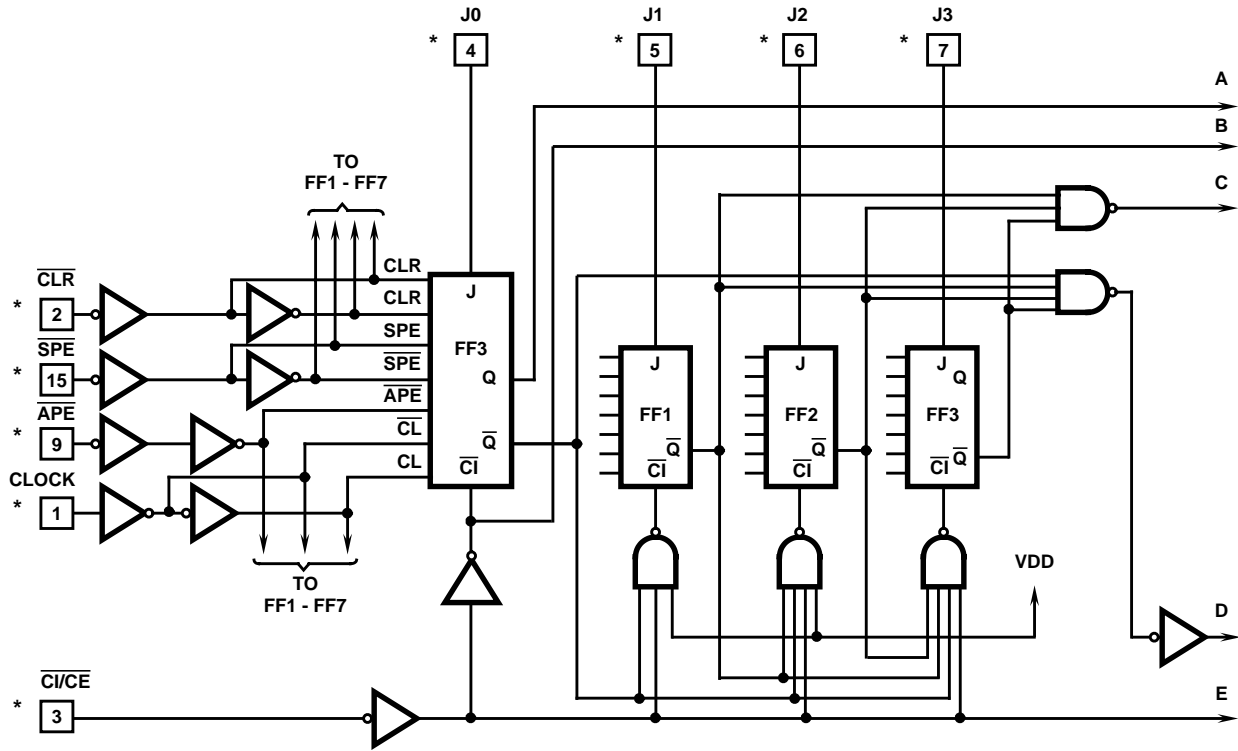 J0
J1
J2
J3
* 4
* 5
* 6
* 7
A
B
C
TO
FF1 - FF7
CLR
* 2
SPE
* 15
APE
* 9
CLOCK
* 1
CLR
CLR
SPE
SPE
APE
CL
CL
J
FF3
Q
Q
CI
J
FF1
Q
CI
J
FF2
Q
CI
J
Q
FF3
Q
CI
TO
FF1 - FF7
VDD
D
CI/CE
* 3
E